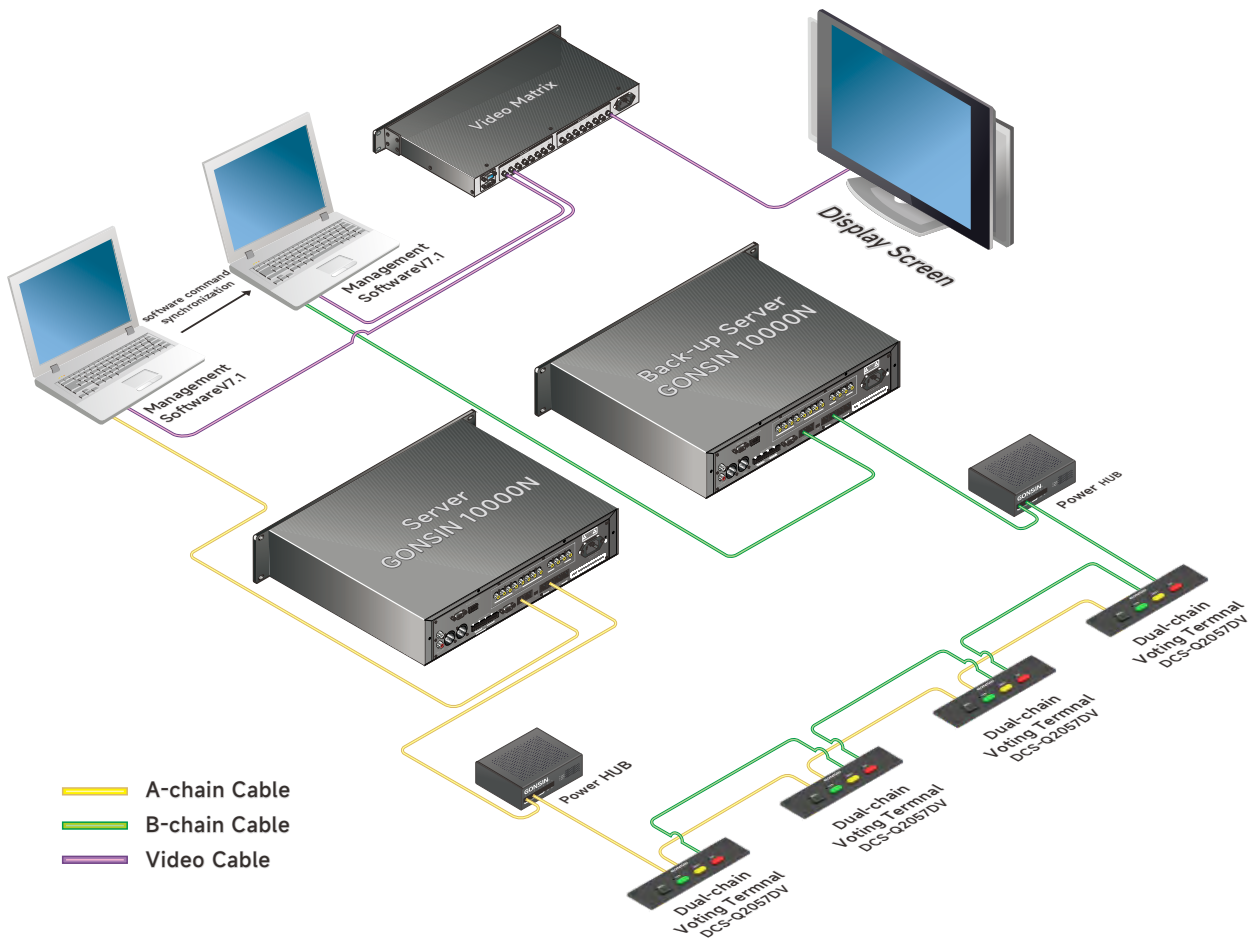 Video Matrix
Display Screen
software command
synchronization
Management
SoftwareV7.1
Management
SoftwareV7.1
Back-up Server
GONSIN 10000N
Server
GONSIN 10000N
GONSIN
Power HUB
Dual-chain
Voting Termnal
DCS-Q2057DV
Dual-chain
Voting Termnal
DCS-Q2057DV
Dual-chain
Voting Termnal
DCS-Q2057DV
GONSIN
Power HUB
Dual-chain
Voting Termnal
DCS-Q2057DV
A-chain Cable
B-chain Cable
Video Cable